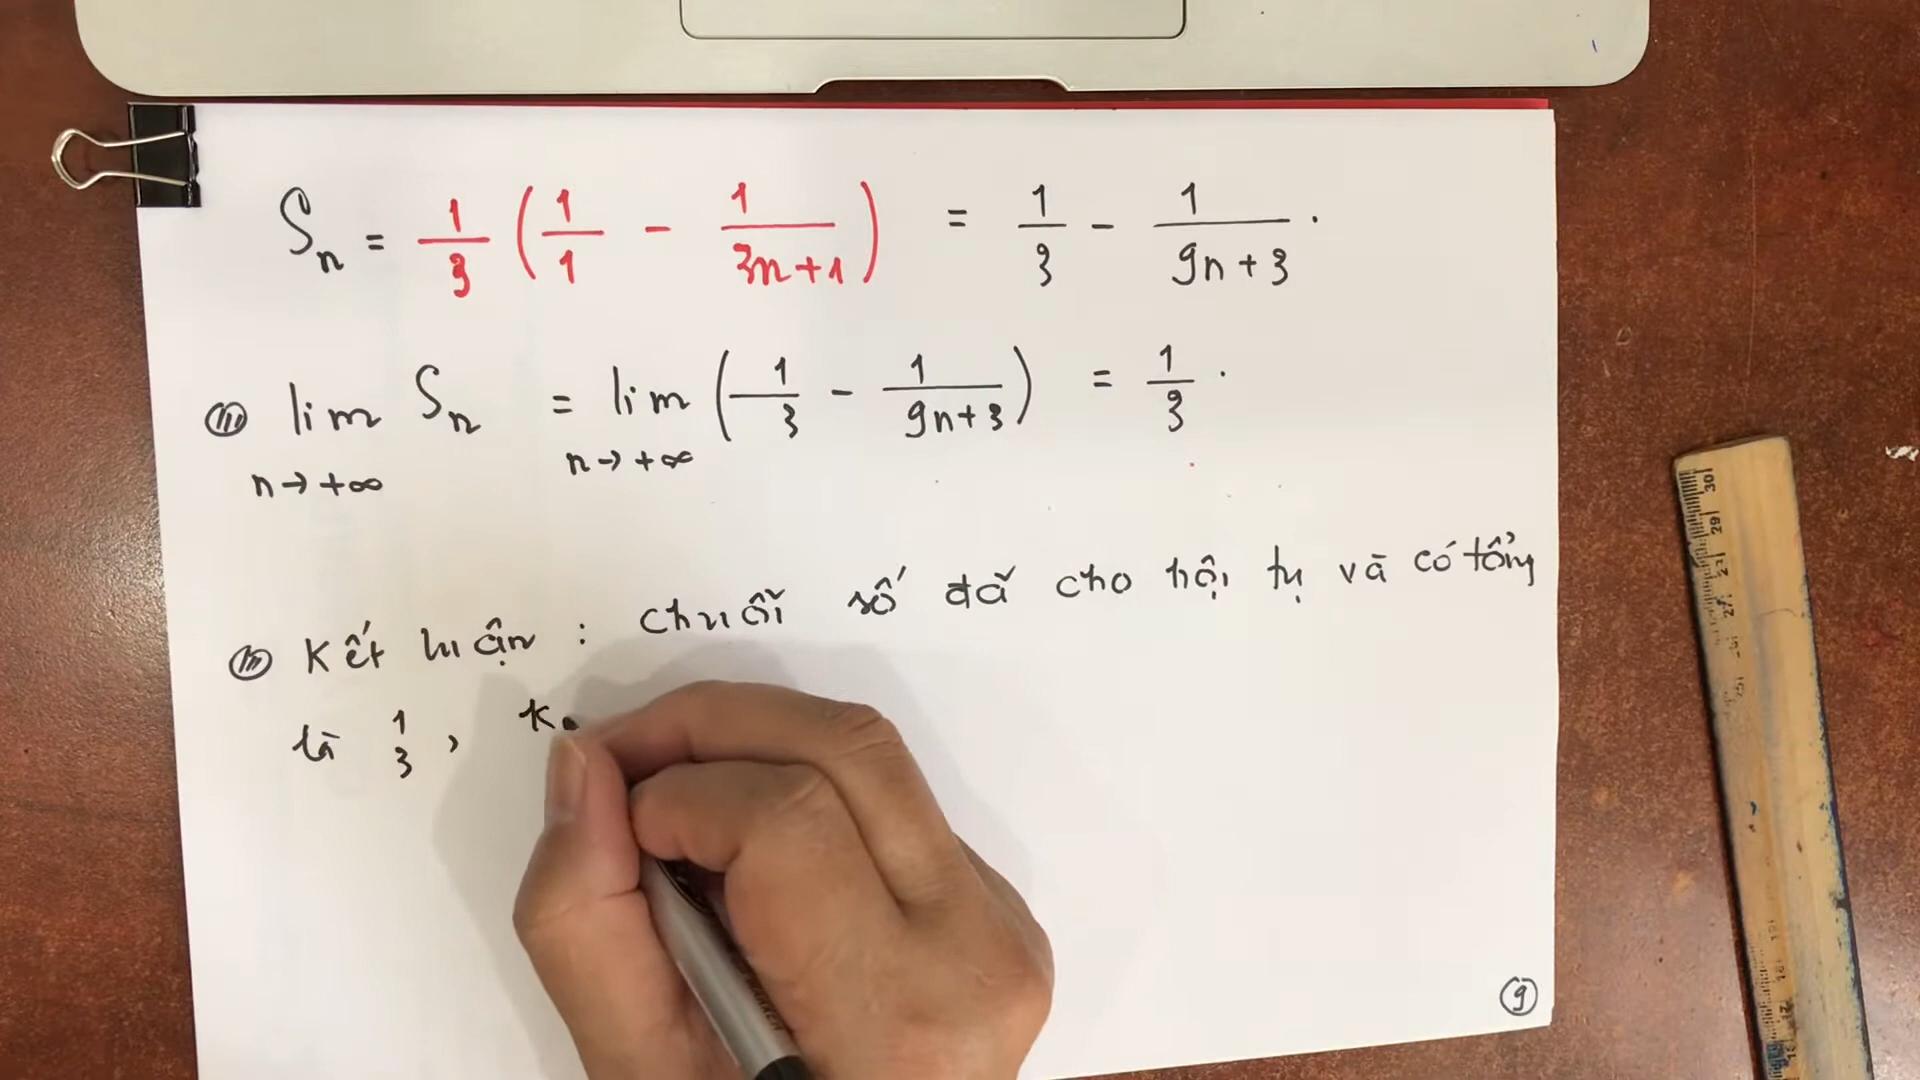 Sn = 1/3 (1/1 - 1/(3n+1)) = 1/3 - 1/(9n+3) .
lim Sn = lim (1/3 - 1/(9n+3)) = 1/3 .
n→+∞ n→+∞
Kết luận : Chuỗi số đã cho hội tụ và có tổng
là 1/3 , K
9
30
29